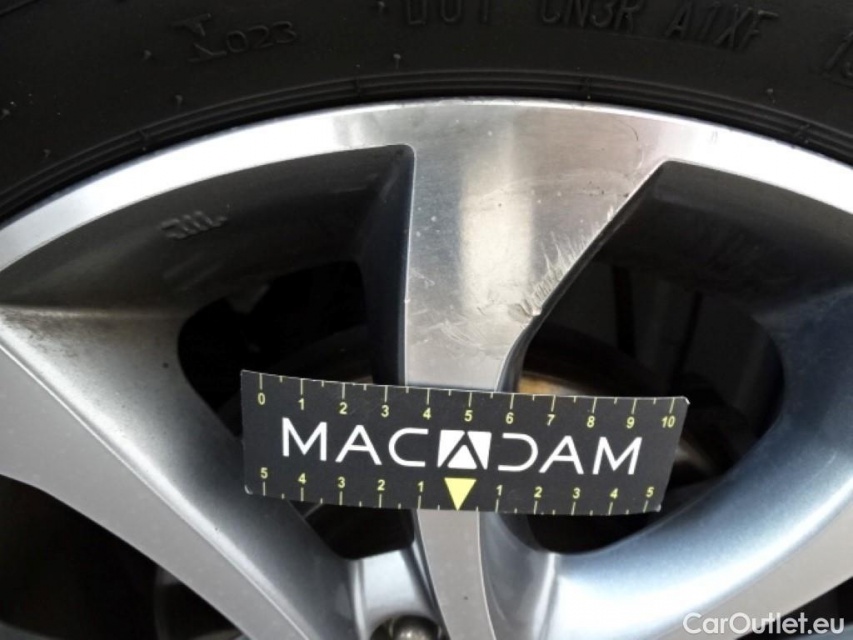 DOT CN3R A1XF
0 1 2 3 4 5 6 7 8 9 10
MACADAM
5 4 3 2 1 1 2 3 4 5
CarOutlet.eu